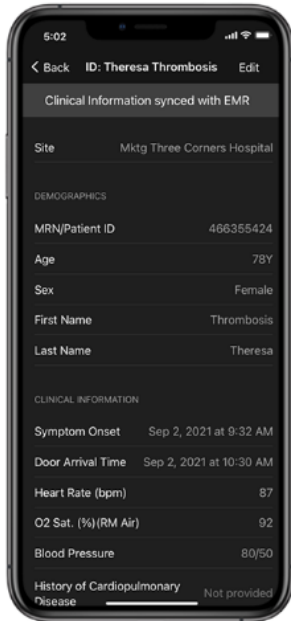 5:02
Back ID: Theresa Thrombosis Edit
Clinical Information synced with EMR
Site Mktg Three Corners Hospital
DEMOGRAPHICS
MRN/Patient ID 466355424
Age 78Y
Sex Female
First Name Thrombosis
Last Name Theresa
CLINICAL INFORMATION
Symptom Onset Sep 2, 2021 at 9:32 AM
Door Arrival Time Sep 2, 2021 at 10:30 AM
Heart Rate (bpm) 87
O2 Sat. (%)(RM Air) 92
Blood Pressure 80/50
History of Cardiopulmonary
Disease Not provided